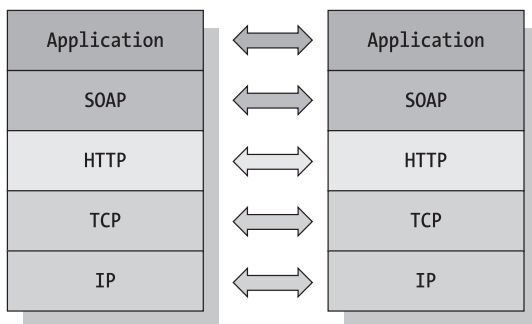 Application
SOAP
HTTP
TCP
IP
Application
SOAP
HTTP
TCP
IP